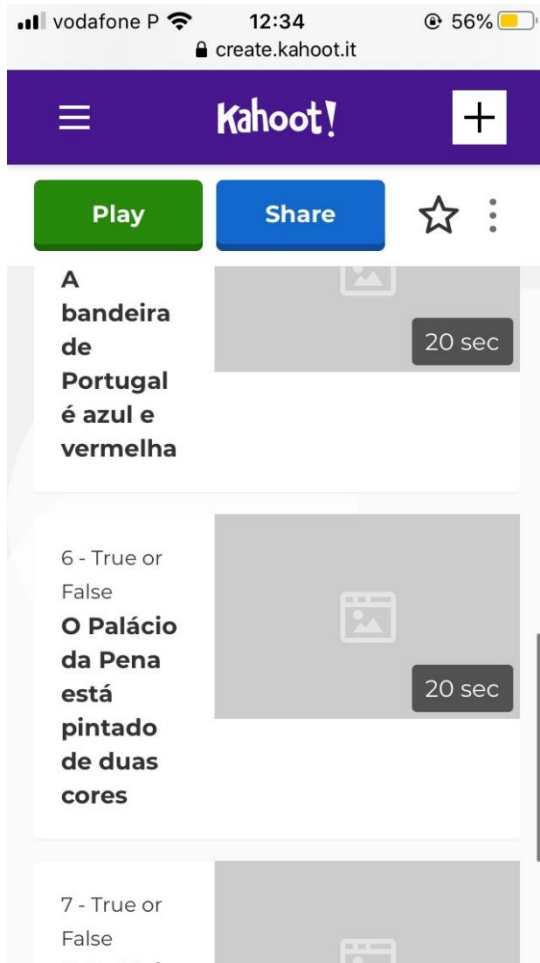 vodafone P 12:34 56%
create.kahoot.it
Kahoot!
Play Share
A
bandeira
de
Portugal
é azul e
vermelha
20 sec
6 - True or
False
O Palácio
da Pena
está
pintado
de duas
cores
20 sec
7 - True or
False